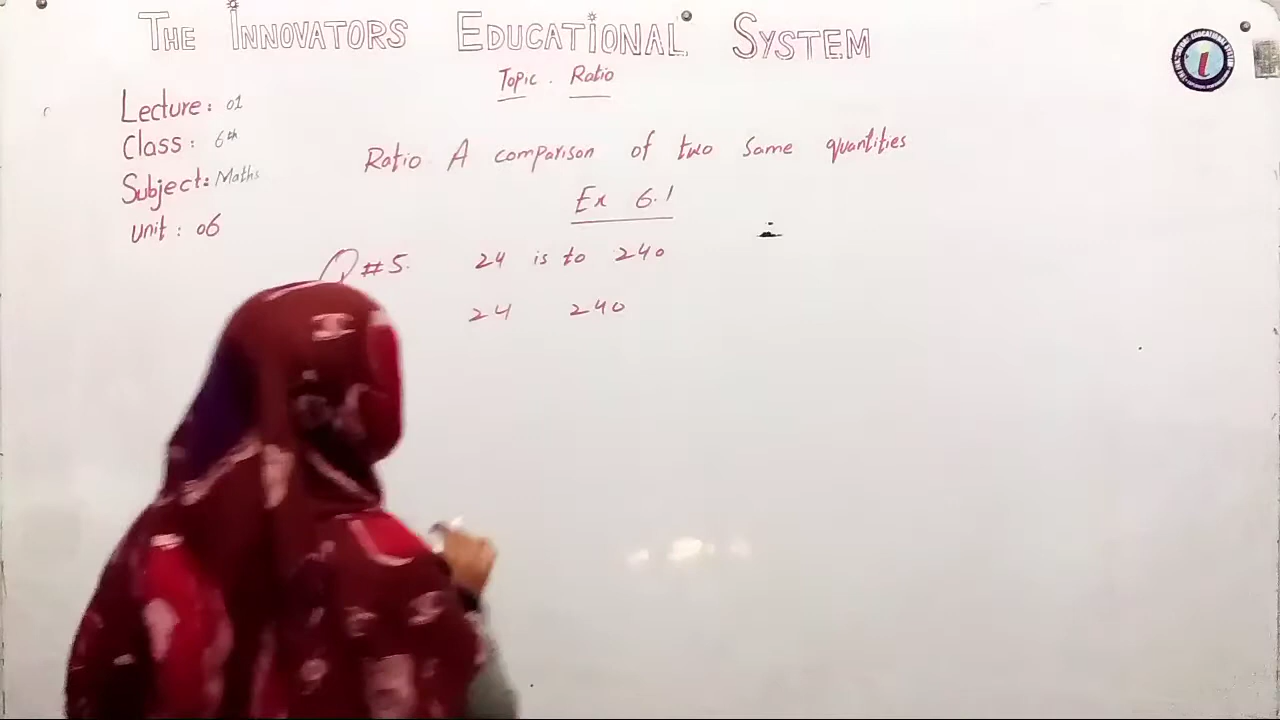 THE INNOVATORS EDUCATIONAL SYSTEM
Topic . Ratio
Lecture: 01
Class: 6th
Subject: Maths
Unit: 06
Ratio. A comparison of two same quantities
Ex 6.1
Q#5. 24 is to 240
24 240